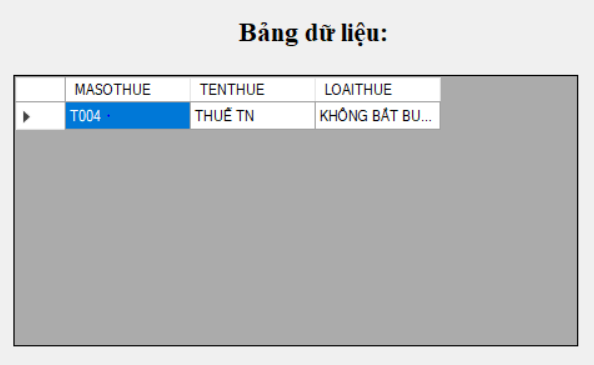 Bảng dữ liệu:
MASOTHUE TENTHUE LOAITHUE
T004 THUẾ TN KHÔNG BẮT BU...